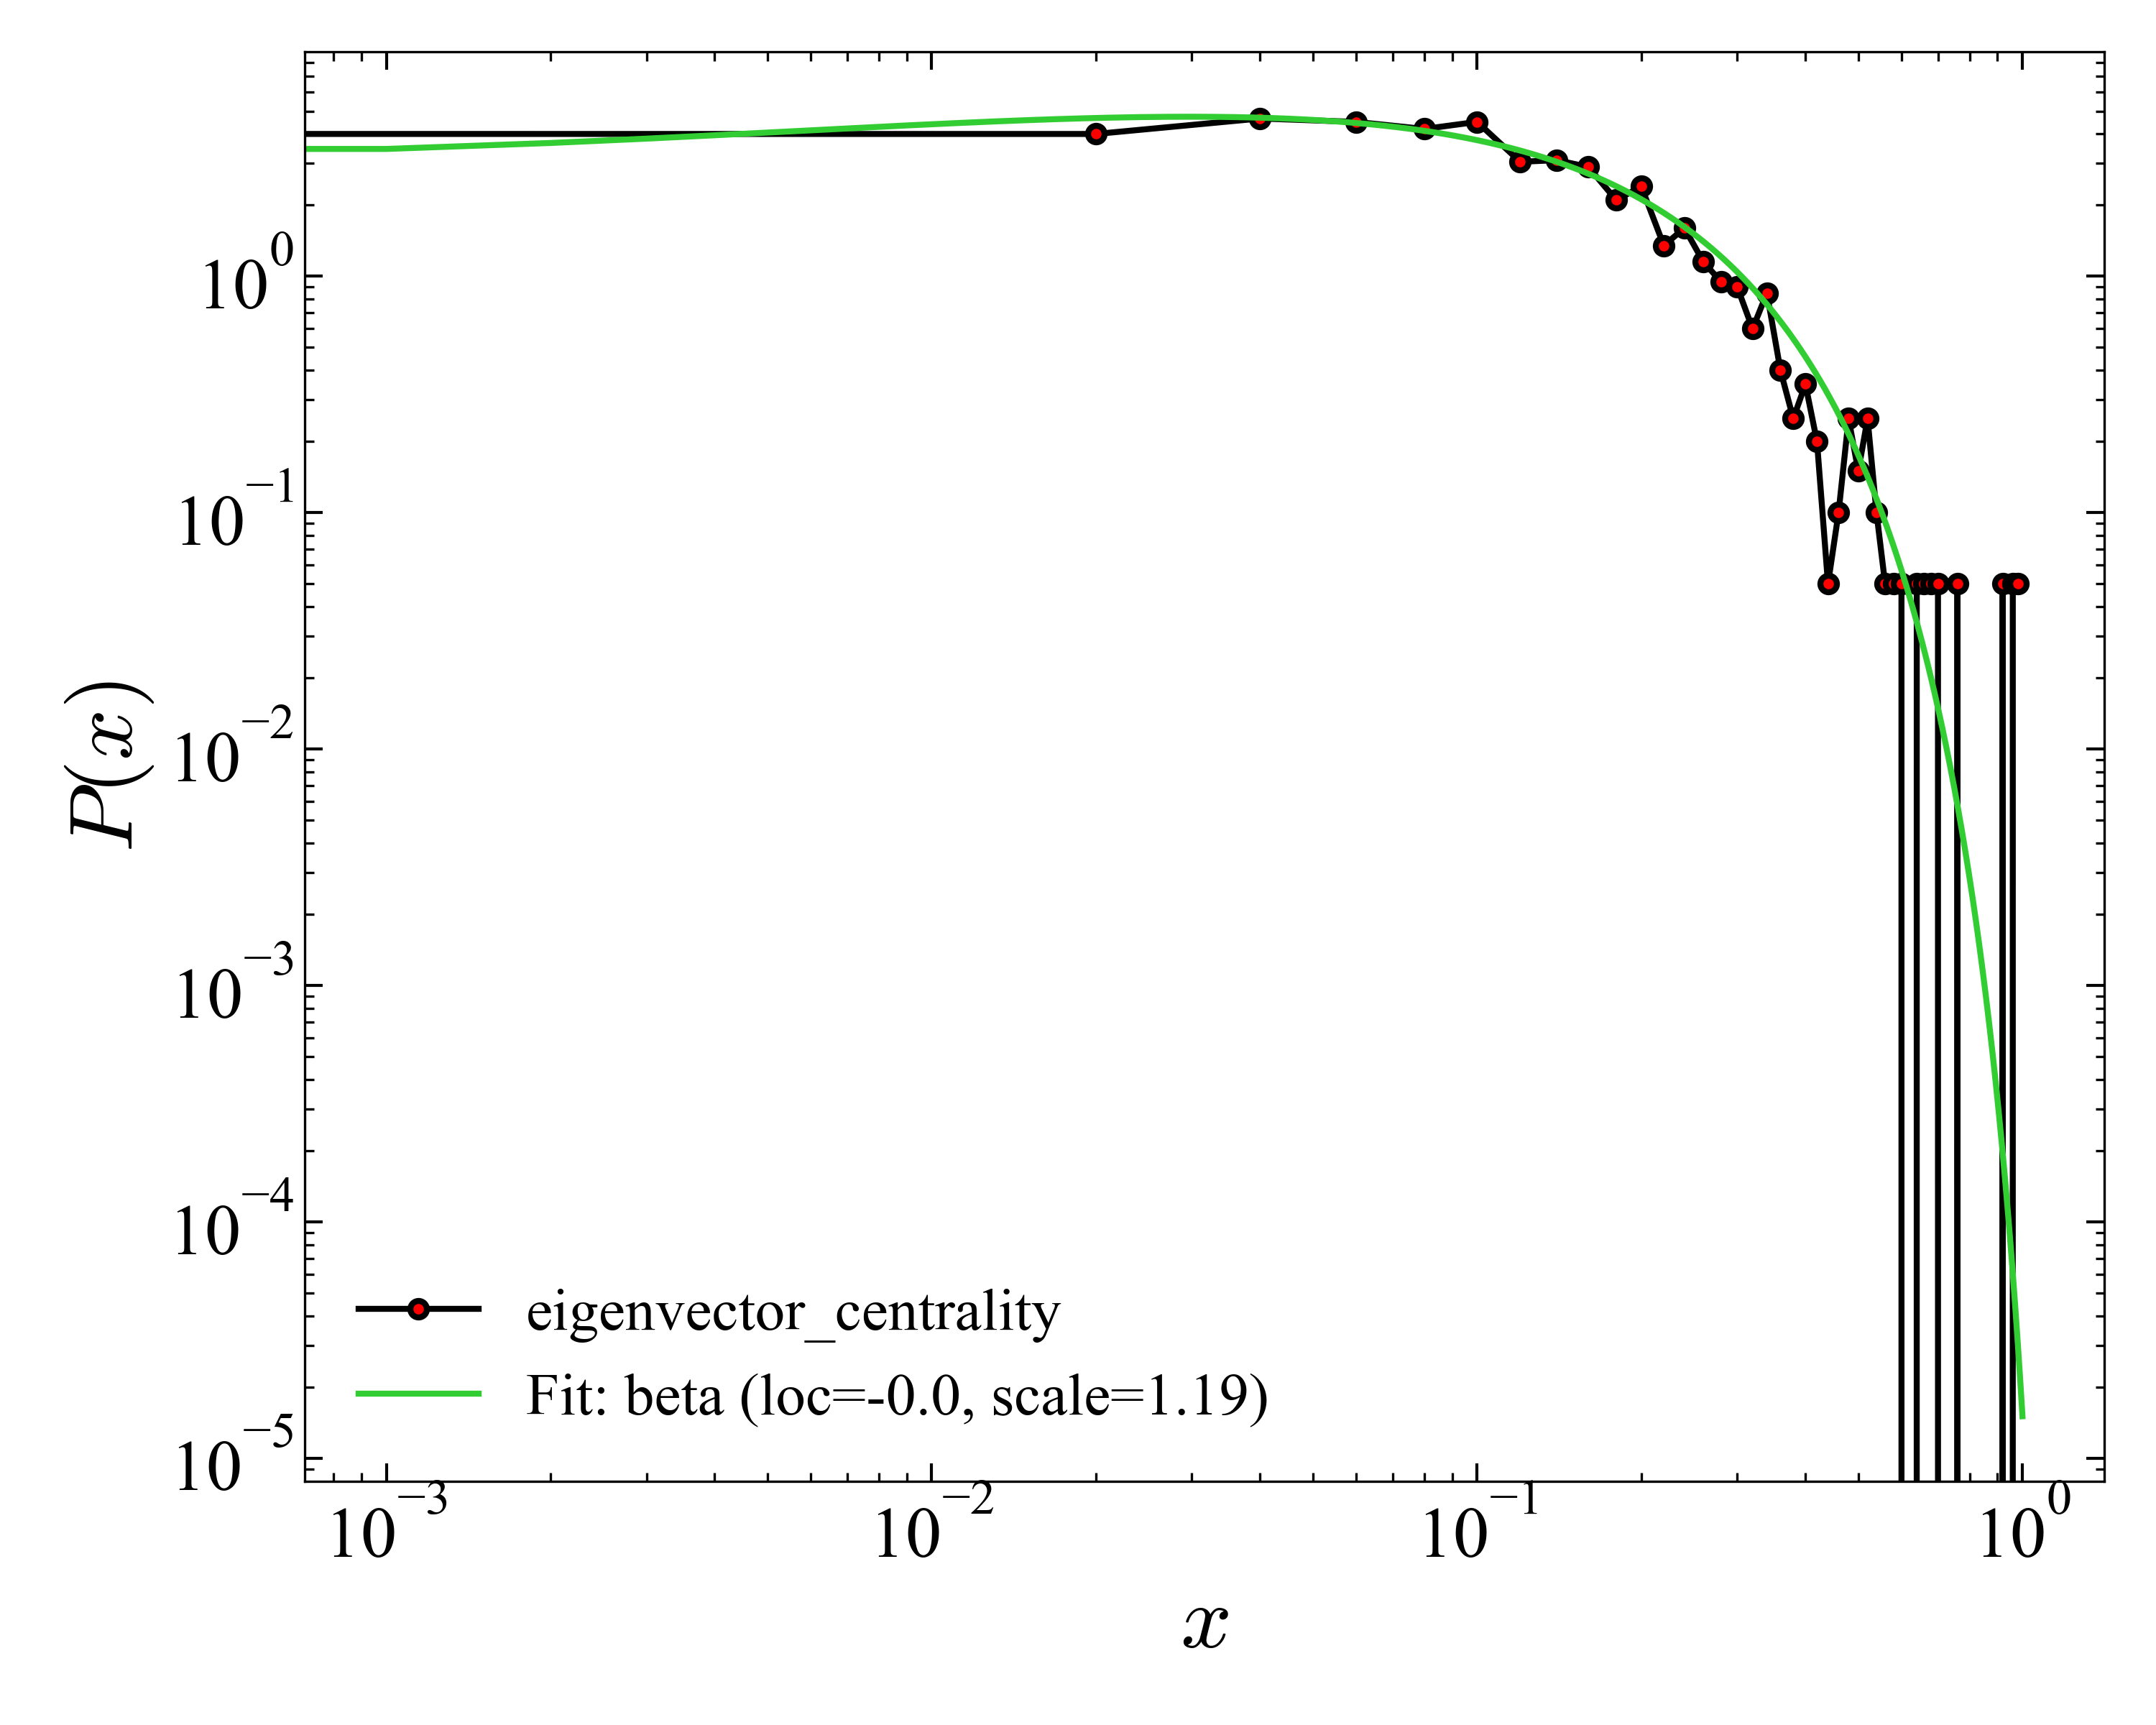 P(x)
10^0
10^−1
10^−2
10^−3
10^−4
10^−5
eigenvector_centrality
Fit: beta (loc=-0.0, scale=1.19)
10^−3 10^−2 10^−1 10^0
x